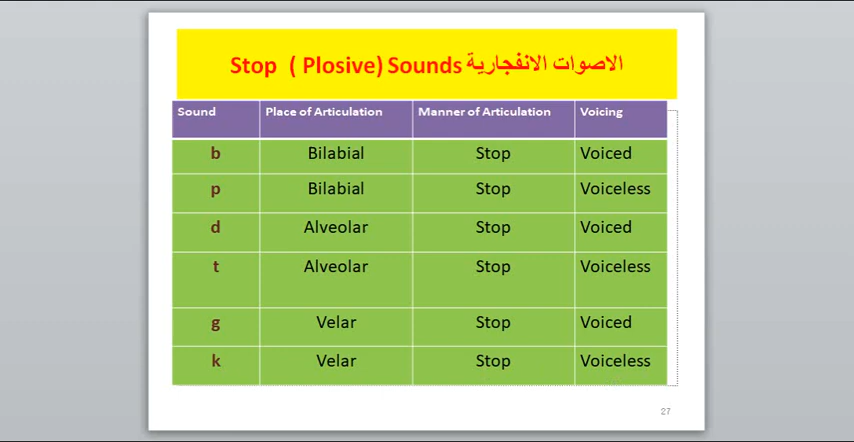 Stop ( Plosive) Sounds الاصوات الانفجارية
Sound Place of Articulation Manner of Articulation Voicing
b Bilabial Stop Voiced
p Bilabial Stop Voiceless
d Alveolar Stop Voiced
t Alveolar Stop Voiceless
g Velar Stop Voiced
k Velar Stop Voiceless
27